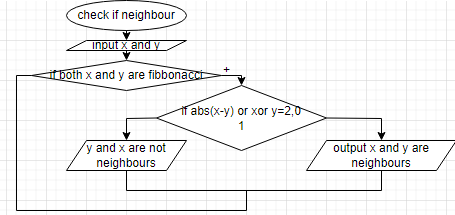 check if neighbour
input x and y
if both x and y are fibbonacci
+
if abs(x-y) or xor y=2,0
1
y and x are not
neighbours
output x and y are
neighbours